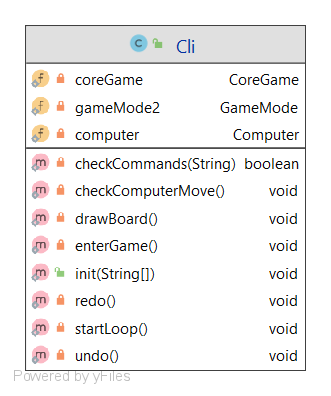 Cli
coreGame CoreGame
gameMode2 GameMode
computer Computer
checkCommands(String) boolean
checkComputerMove() void
drawBoard() void
enterGame() void
init(String[]) void
redo() void
startLoop() void
undo() void
Powered by yFiles